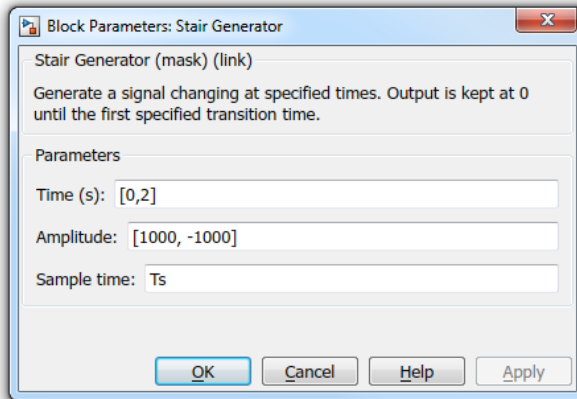 Block Parameters: Stair Generator
Stair Generator (mask) (link)
Generate a signal changing at specified times. Output is kept at 0
until the first specified transition time.
Parameters
Time (s): [0,2]
Amplitude: [1000, -1000]
Sample time: Ts
OK Cancel Help Apply